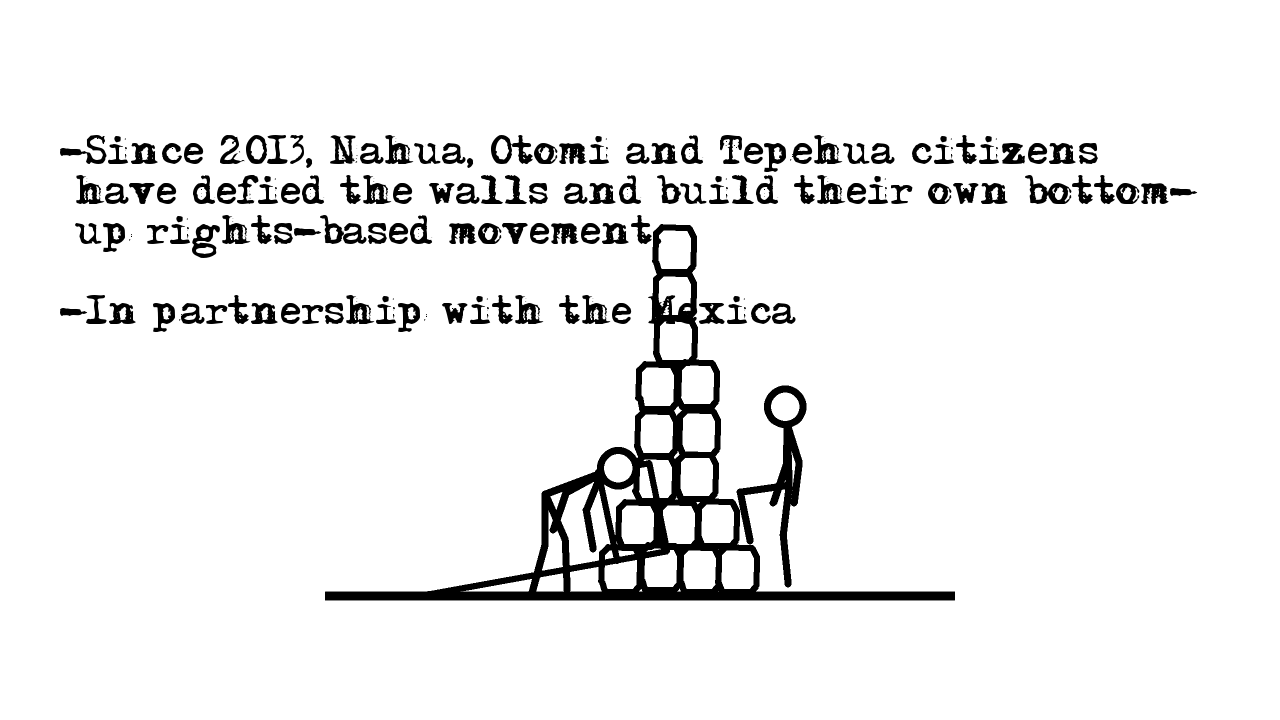 -Since 2013, Nahua, Otomi and Tepehua citizens
have defied the walls and build their own bottom-
up rights-based movement.
-In partnership with the Mexica